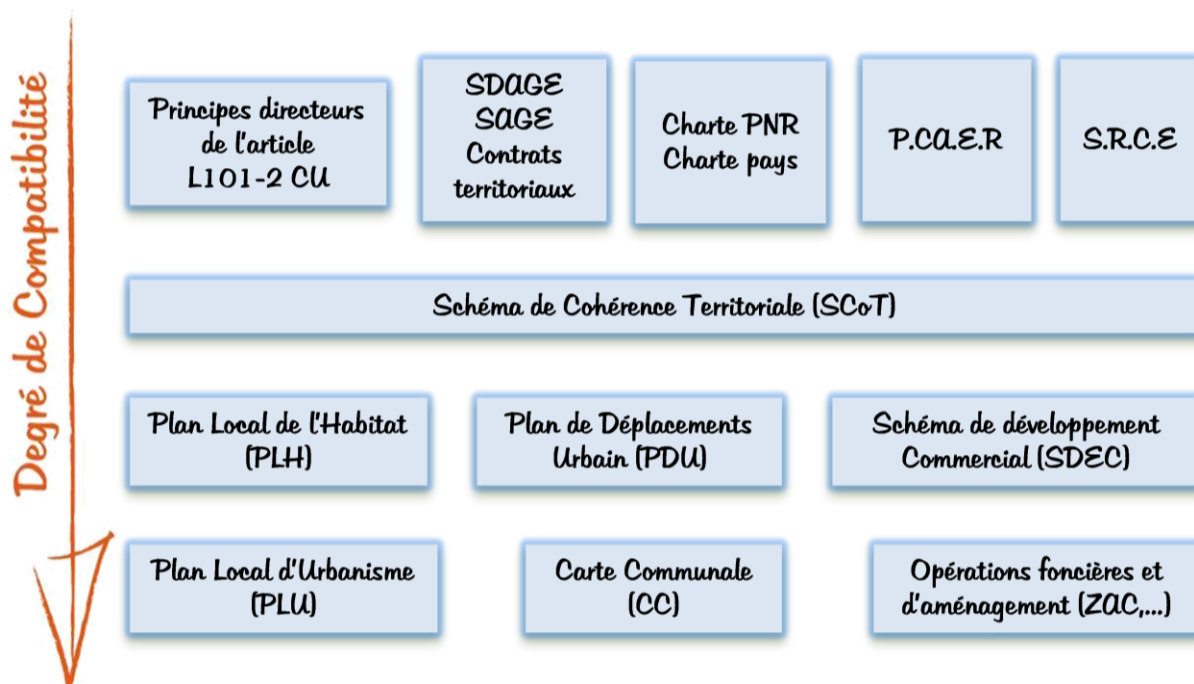 Degré de Compatibilité
Principes directeurs
de l'article
L101-2 CU
SDAGE
SAGE
Contrats
territoriaux
Charte PNR
Charte pays
P.CA.E.R
S.R.C.E
Schéma de Cohérence Territoriale (SCoT)
Plan Local de l'Habitat
(PLH)
Plan de Déplacements
Urbain (PDU)
Schéma de développement
Commercial (SDEC)
Plan Local d'Urbanisme
(PLU)
Carte Communale
(CC)
Opérations foncières et
d'aménagement (ZAC,...)